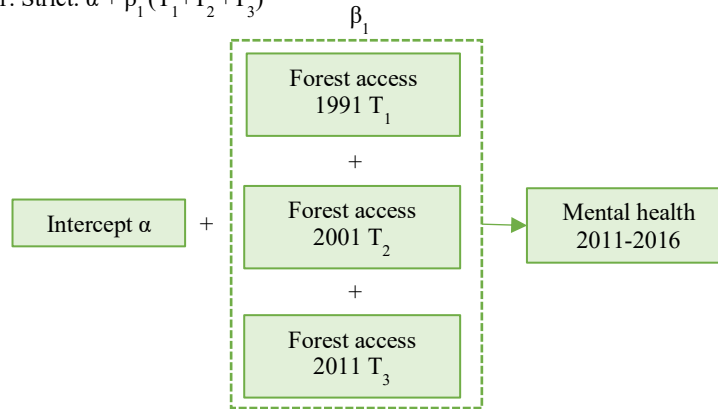 Strict: α + β₁(T₁+T₂+T₃)
β₁
Forest access
1991 T₁
+
Intercept α
+
Forest access
2001 T₂
Mental health
2011-2016
+
Forest access
2011 T₃